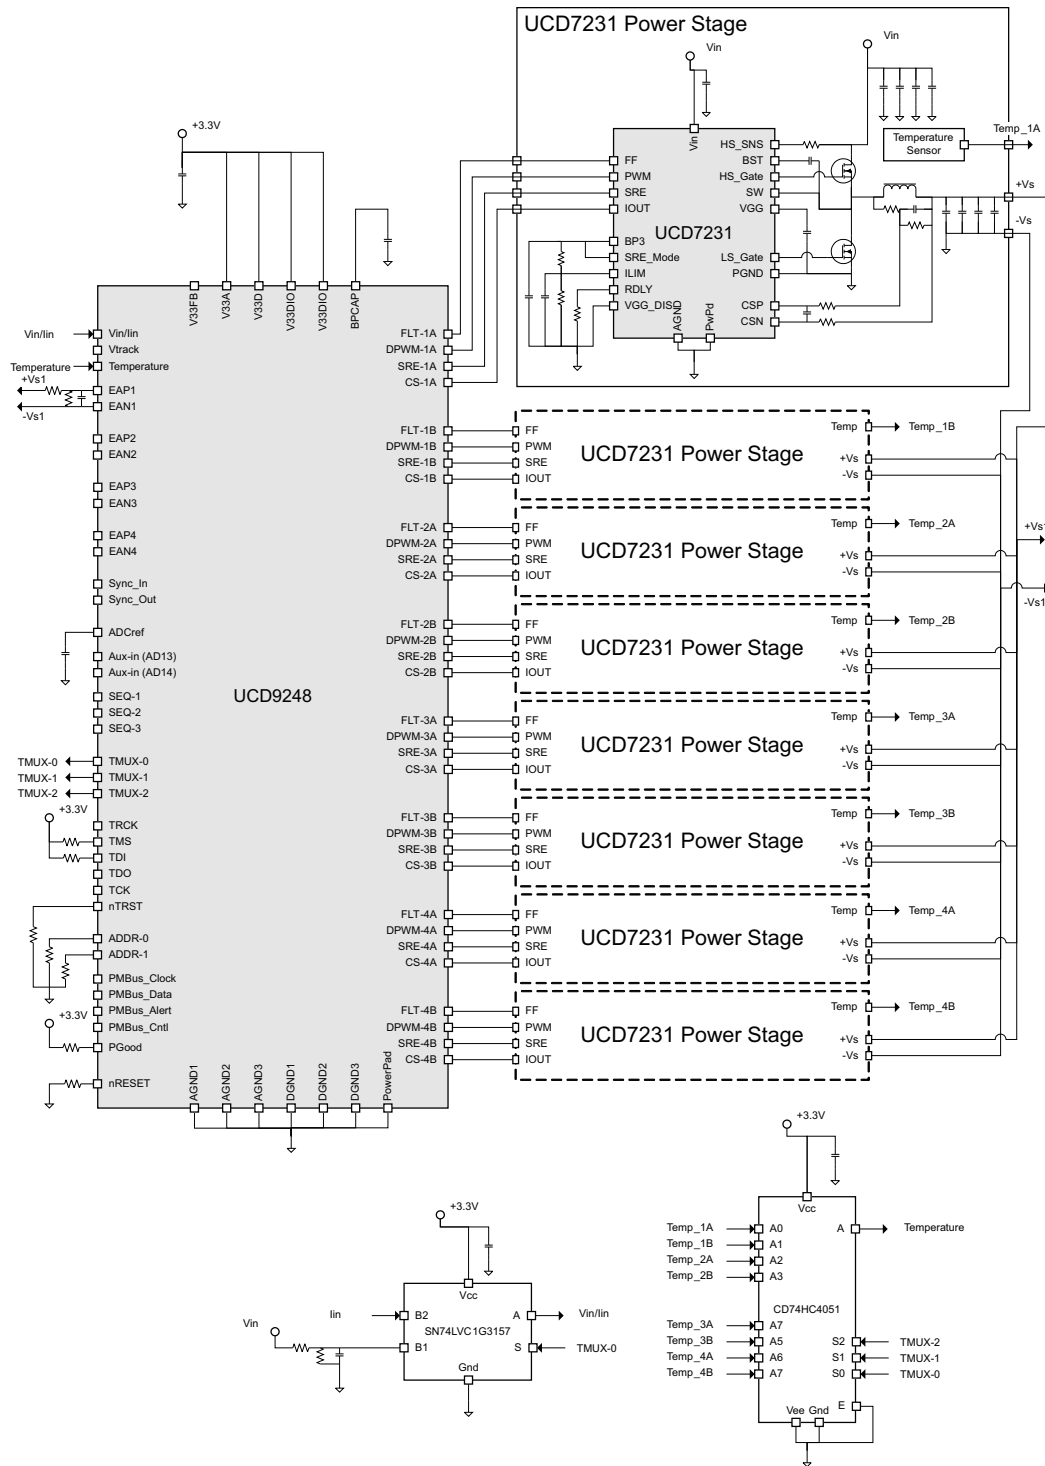 UCD7231 Power Stage
Vin
Vin
+3.3V
Temperature
Sensor
Temp_1A
Vin
HS_SNS
BST
HS_Gate
SW
VGG
LS_Gate
PGND
CSP
CSN
FF
PWM
SRE
IOUT
UCD7231
BP3
SRE_Mode
ILIM
RDLY
VGG_DISD
AGND
PwPd
+Vs
-Vs
V33FB
V33A
V33D
V33DIO
V33DIO
BPCAP
Vin/Iin
Vin/Iin
Vtrack
Temperature
Temperature
+Vs1
EAP1
EAN1
-Vs1
EAP2
EAN2
EAP3
EAN3
EAP4
EAN4
Sync_In
Sync_Out
ADCref
Aux-in (AD13)
Aux-in (AD14)
SEQ-1
SEQ-2
SEQ-3
TMUX-0
TMUX-0
TMUX-1
TMUX-1
TMUX-2
TMUX-2
+3.3V
TRCK
TMS
TDI
TDO
TCK
nTRST
ADDR-0
ADDR-1
PMBus_Clock
PMBus_Data
PMBus_Alert
PMBus_Cntl
+3.3V
PGood
nRESET
UCD9248
AGND1
AGND2
AGND3
DGND1
DGND2
DGND3
PowerPad
FLT-1A
DPWM-1A
SRE-1A
CS-1A
FLT-1B
DPWM-1B
SRE-1B
CS-1B
FLT-2A
DPWM-2A
SRE-2A
CS-2A
FLT-2B
DPWM-2B
SRE-2B
CS-2B
FLT-3A
DPWM-3A
SRE-3A
CS-3A
FLT-3B
DPWM-3B
SRE-3B
CS-3B
FLT-4A
DPWM-4A
SRE-4A
CS-4A
FLT-4B
DPWM-4B
SRE-4B
CS-4B
FF
PWM
SRE
IOUT
UCD7231 Power Stage
Temp
+Vs
-Vs
Temp_1B
FF
PWM
SRE
IOUT
UCD7231 Power Stage
Temp
+Vs
-Vs
Temp_2A
+Vs1
-Vs1
FF
PWM
SRE
IOUT
UCD7231 Power Stage
Temp
+Vs
-Vs
Temp_2B
FF
PWM
SRE
IOUT
UCD7231 Power Stage
Temp
+Vs
-Vs
Temp_3A
FF
PWM
SRE
IOUT
UCD7231 Power Stage
Temp
+Vs
-Vs
Temp_3B
FF
PWM
SRE
IOUT
UCD7231 Power Stage
Temp
+Vs
-Vs
Temp_4A
FF
PWM
SRE
IOUT
UCD7231 Power Stage
Temp
+Vs
-Vs
Temp_4B
+3.3V
Vcc
Iin
B2
A
Vin/Iin
SN74LVC1G3157
Vin
B1
S
TMUX-0
Gnd
+3.3V
Vcc
Temp_1A
A0
A
Temperature
Temp_1B
A1
Temp_2A
A2
Temp_2B
A3
CD74HC4051
Temp_3A
A7
Temp_3B
A5
S2
TMUX-2
Temp_4A
A6
S1
TMUX-1
Temp_4B
A7
S0
TMUX-0
E
Vee
Gnd